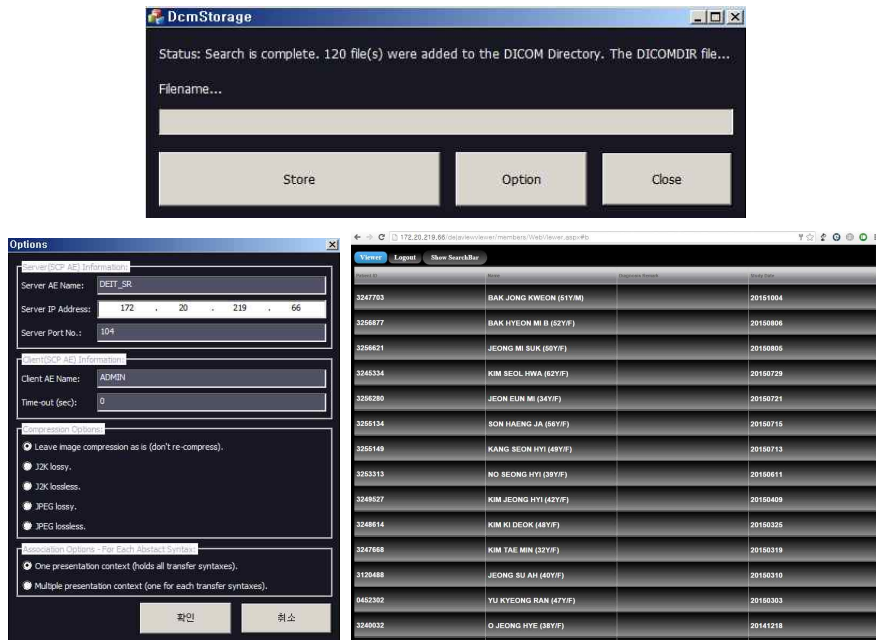 DcmStorage
Status: Search is complete. 120 file(s) were added to the DICOM Directory. The DICOMDIR file...
Filename...
Store Option Close
Options
Server(SCP AE) Information:
Server AE Name: DEIT_SR
Server IP Address: 172 . 20 . 219 . 66
Server Port No.: 104
Client(SCP AE) Information:
Client AE Name: ADMIN
Time-out (sec): 0
Compression Options:
Leave image compression as is (don't re-compress).
J2K lossy.
J2K lossless.
JPEG lossy.
JPEG lossless.
Association Options - For Each Abstact Syntax:
One presentation context (holds all transfer syntaxes).
Multiple presentation context (one for each transfer syntaxes).
확인 취소
Viewer Logout Show SearchBar
Patient ID Name Diagnosis Remark Study Date
3247703 BAK JONG KWEON (51Y/M) 20151004
3256877 BAK HYEON MI B (52Y/F) 20150806
3256621 JEONG MI SUK (50Y/F) 20150805
3245334 KIM SEOL HWA (62Y/F) 20150729
3256280 JEON EUN MI (34Y/F) 20150721
3255134 SON HAENG JA (56Y/F) 20150715
3255149 KANG SEON HYI (49Y/F) 20150713
3253313 NO SEONG HYI (39Y/F) 20150611
3249527 KIM JEONG HYI (42Y/F) 20150409
3248614 KIM KI DEOK (48Y/F) 20150325
3247668 KIM TAE MIN (32Y/F) 20150319
3120488 JEONG SU AH (40Y/F) 20150310
0452302 YU KYEONG RAN (47Y/F) 20150303
3240032 O JEONG HYE (38Y/F) 20141218